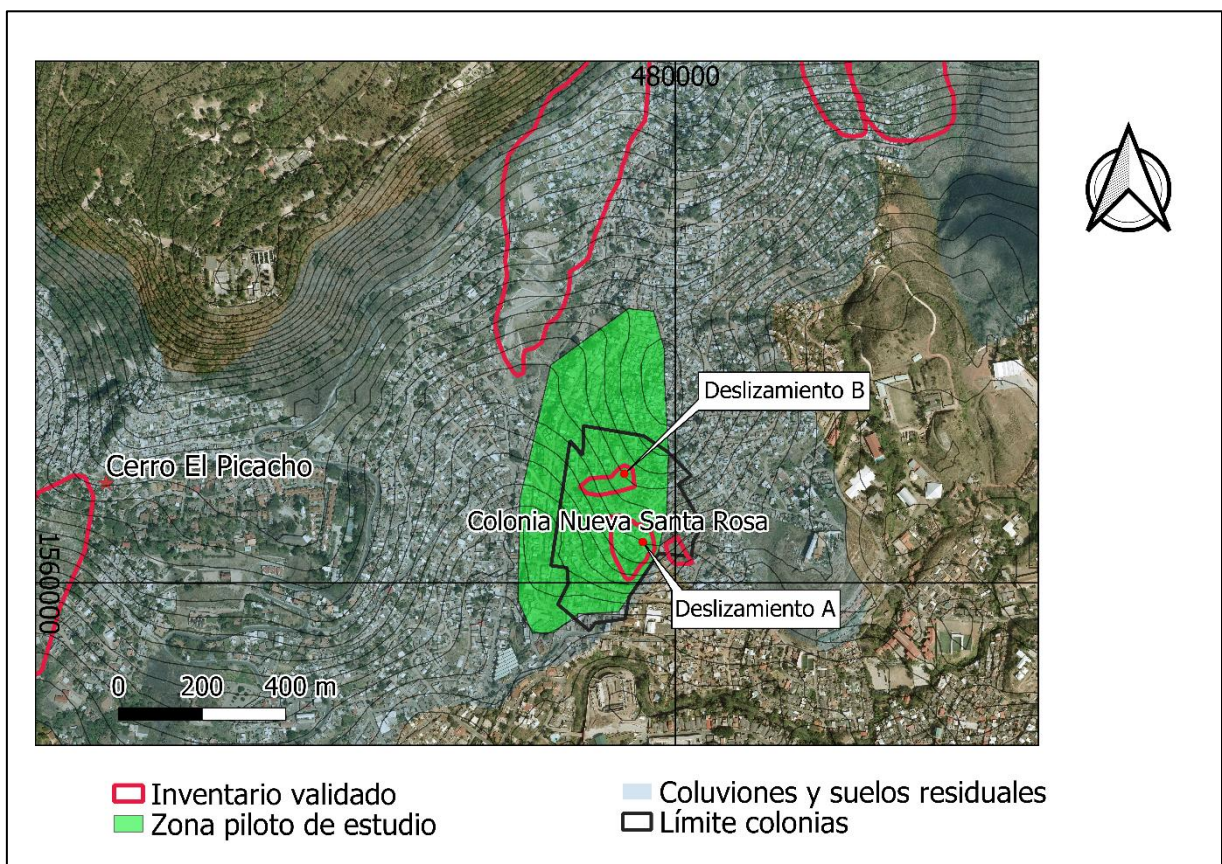 480000
Deslizamiento B
Cerro El Picacho
Colonia Nueva Santa Rosa
1560000
Deslizamiento A
0 200 400 m
Inventario validado
Coluviones y suelos residuales
Zona piloto de estudio
Límite colonias